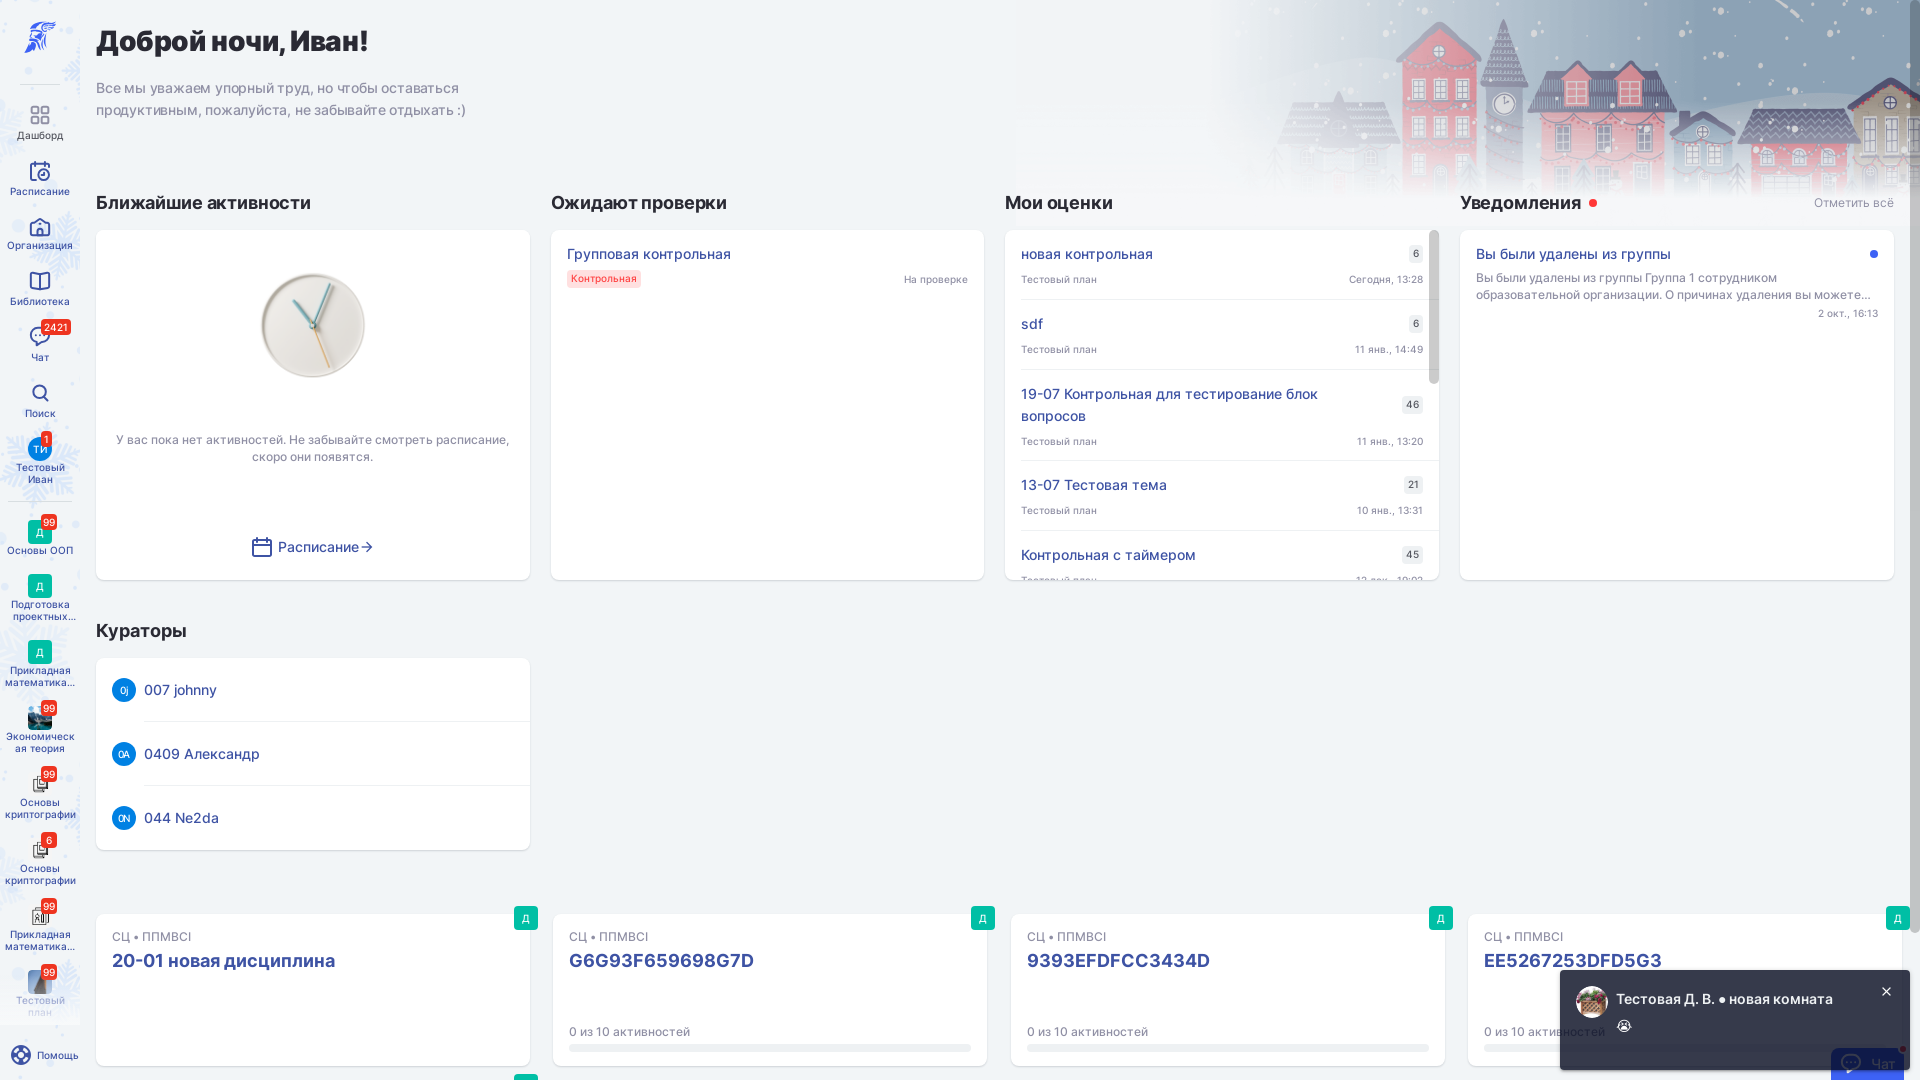 Доброй ночи, Иван!
Все мы уважаем упорный труд, но чтобы оставаться
продуктивным, пожалуйста, не забывайте отдыхать :)
Дашборд
Расписание
Организация
Библиотека
2421
Чат
Поиск
1
ТИ
Тестовый
Иван
99
Д
Основы ООП
Д
Подготовка
проектных...
Д
Прикладная
математика...
99
Экономическ
ая теория
99
Основы
криптографии
6
Основы
криптографии
99
Прикладная
математика...
99
Тестовый
план
Помощь
Ближайшие активности
У вас пока нет активностей. Не забывайте смотреть расписание,
скоро они появятся.
Расписание
Ожидают проверки
Групповая контрольная
Контрольная
На проверке
Мои оценки
новая контрольная
6
Тестовый план
Сегодня, 13:28
sdf
6
Тестовый план
11 янв., 14:49
19-07 Контрольная для тестирование блок
вопросов
46
Тестовый план
11 янв., 13:20
13-07 Тестовая тема
21
Тестовый план
10 янв., 13:31
Контрольная с таймером
45
Уведомления
Отметить всё
Вы были удалены из группы
Вы были удалены из группы Группа 1 сотрудником
образовательной организации. О причинах удаления вы можете...
2 окт., 16:13
Кураторы
0j
007 johnny
0А
0409 Александр
0N
044 Ne2da
Д
СЦ • ППМВСІ
20-01 новая дисциплина
Д
СЦ • ППМВСІ
G6G93F659698G7D
0 из 10 активностей
Д
СЦ • ППМВСІ
9393EFDFCC3434D
0 из 10 активностей
Д
СЦ • ППМВСІ
EE5267253DFD5G3
0 из 10 активностей
Тестовая Д. В. ● новая комната
Чат